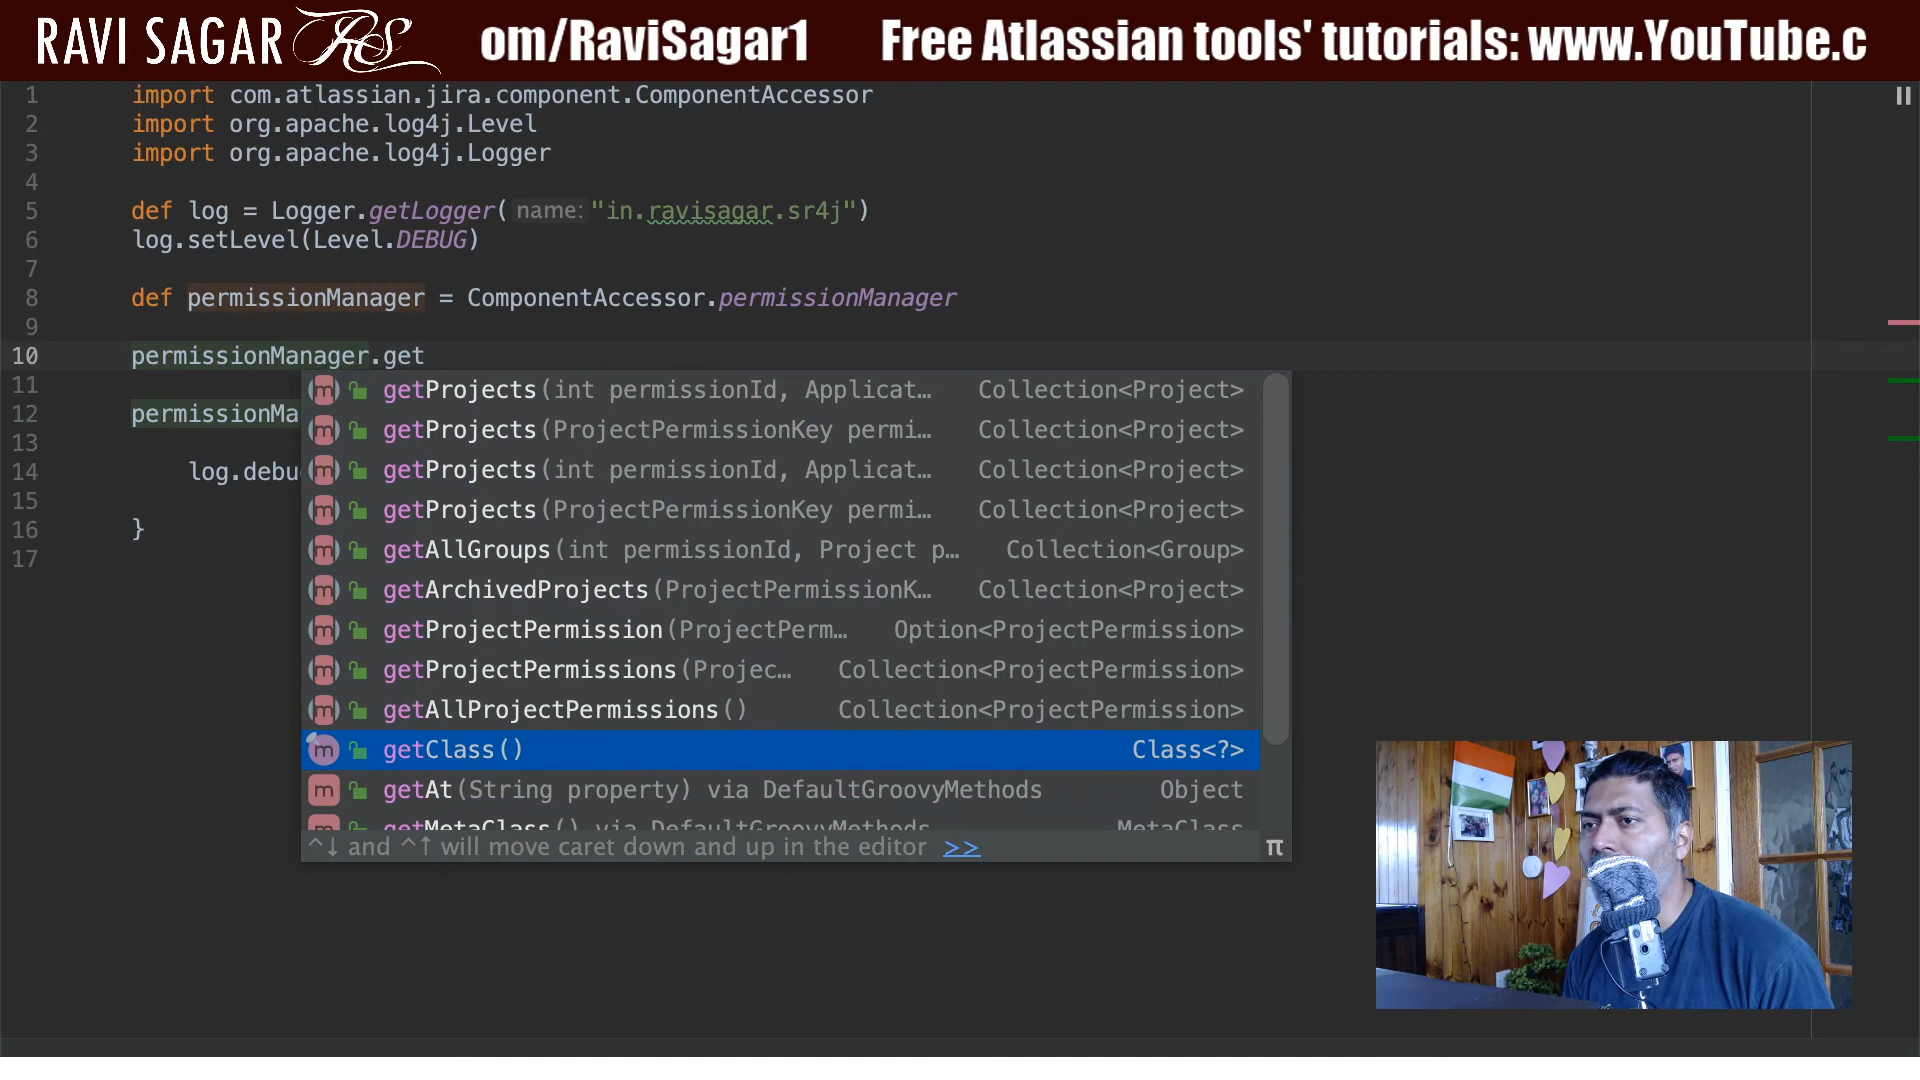 RAVI SAGAR RS om/RaviSagar1 Free Atlassian tools' tutorials: www.YouTube.c
1 import com.atlassian.jira.component.ComponentAccessor
2 import org.apache.log4j.Level
3 import org.apache.log4j.Logger
4
5 def log = Logger.getLogger( name: "in.ravisagar.sr4j")
6 log.setLevel(Level.DEBUG)
7
8 def permissionManager = ComponentAccessor.permissionManager
9
10 permissionManager.get
11
12 permissionMa
13
14 log.debu
15
16 }
17
getProjects(int permissionId, Applicat… Collection<Project>
getProjects(ProjectPermissionKey permi… Collection<Project>
getProjects(int permissionId, Applicat… Collection<Project>
getProjects(ProjectPermissionKey permi… Collection<Project>
getAllGroups(int permissionId, Project p… Collection<Group>
getArchivedProjects(ProjectPermissionK… Collection<Project>
getProjectPermission(ProjectPerm… Option<ProjectPermission>
getProjectPermissions(Projec… Collection<ProjectPermission>
getAllProjectPermissions() Collection<ProjectPermission>
getClass() Class<?>
getAt(String property) via DefaultGroovyMethods Object
getMetaClass() via DefaultGroovyMethods MetaClass
^↓ and ^↑ will move caret down and up in the editor >> π